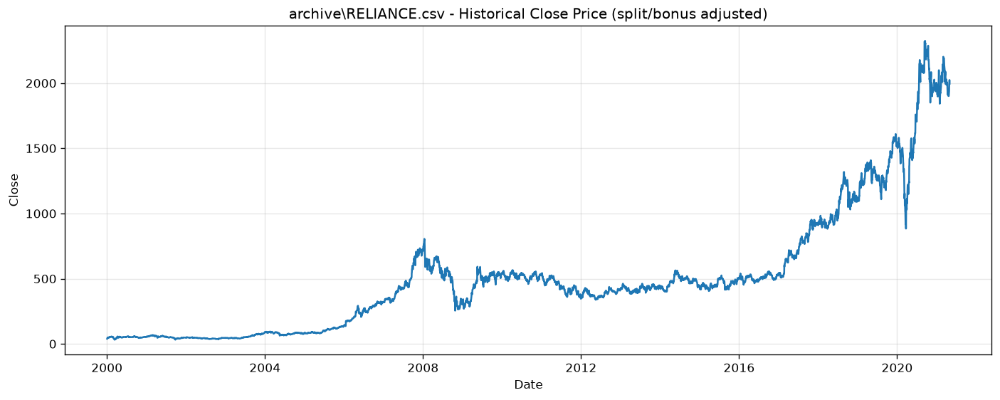 archive\RELIANCE.csv - Historical Close Price (split/bonus adjusted)
Close
2000
1500
1000
500
0
2000 2004 2008 2012 2016 2020
Date